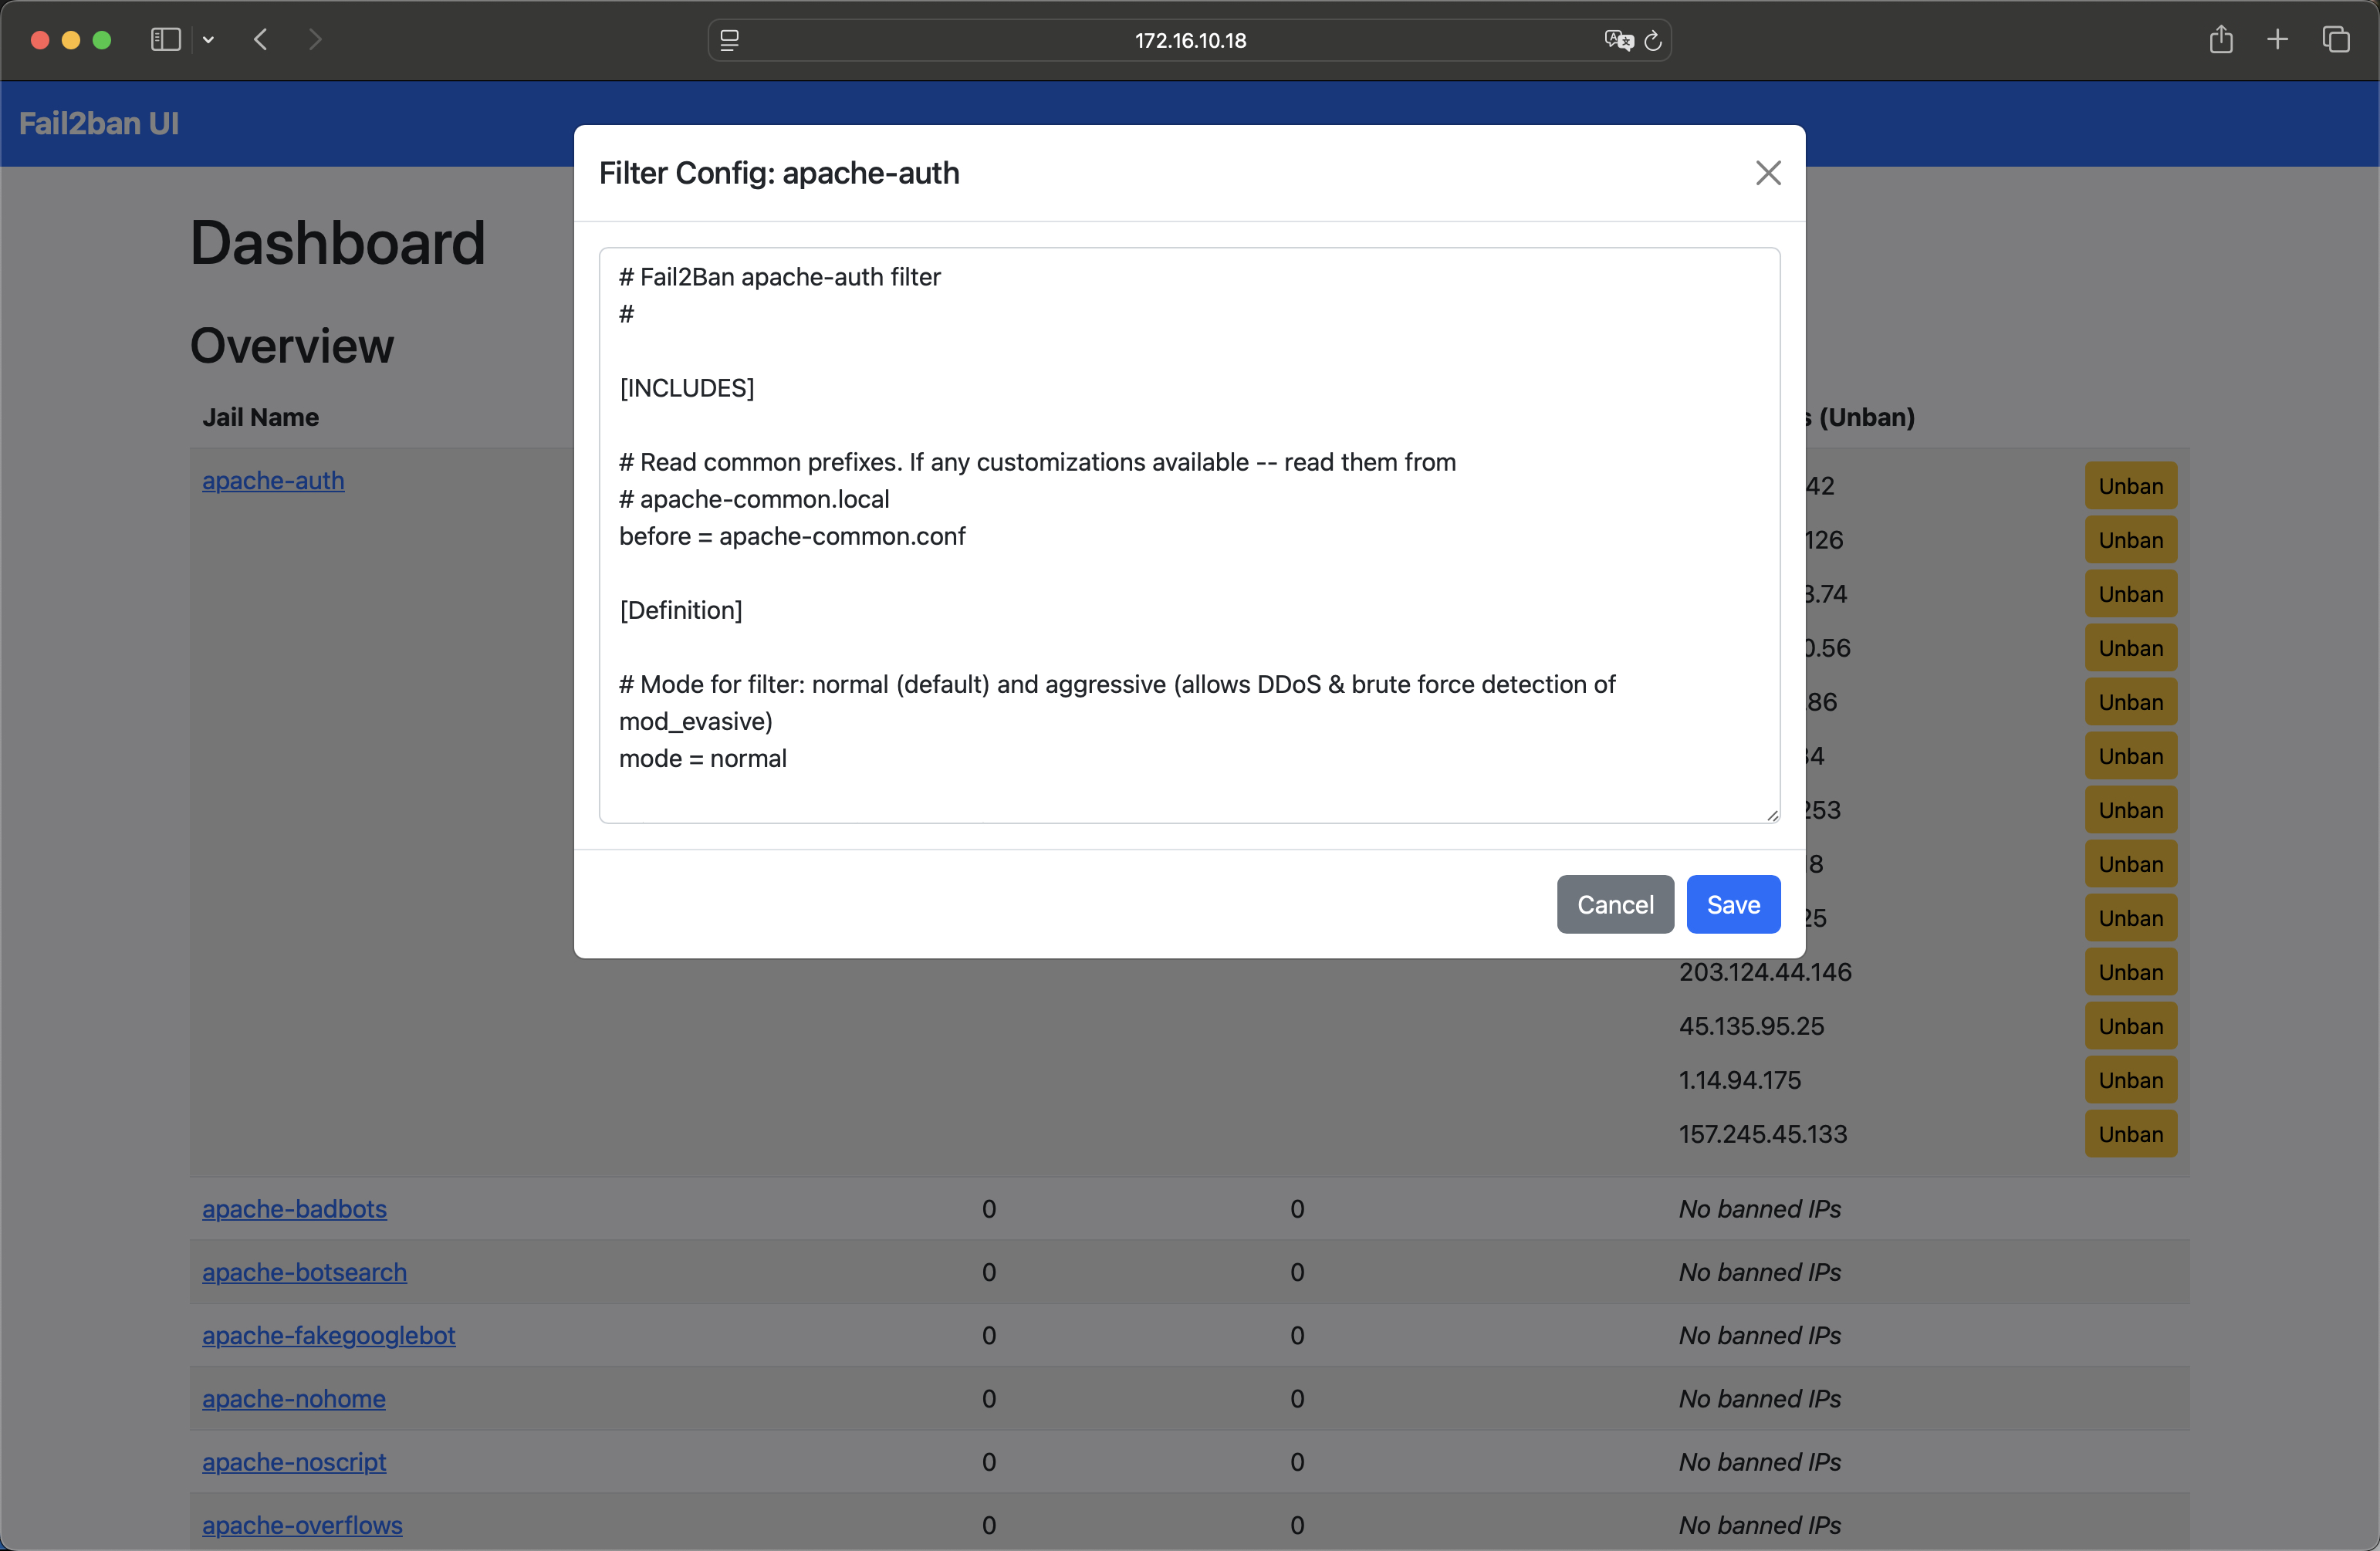 172.16.10.18
Fail2ban UI
Filter Config: apache-auth
# Fail2Ban apache-auth filter
#
[INCLUDES]
# Read common prefixes. If any customizations available -- read them from
# apache-common.local
before = apache-common.conf
[Definition]
# Mode for filter: normal (default) and aggressive (allows DDoS & brute force detection of
mod_evasive)
mode = normal
Cancel Save
Dashboard
Overview
Jail Name (Unban)
apache-auth
42 Unban
126 Unban
.74 Unban
.56 Unban
86 Unban
4 Unban
253 Unban
8 Unban
25 Unban
203.124.44.146 Unban
45.135.95.25 Unban
1.14.94.175 Unban
157.245.45.133 Unban
apache-badbots 0 0 No banned IPs
apache-botsearch 0 0 No banned IPs
apache-fakegooglebot 0 0 No banned IPs
apache-nohome 0 0 No banned IPs
apache-noscript 0 0 No banned IPs
apache-overflows 0 0 No banned IPs